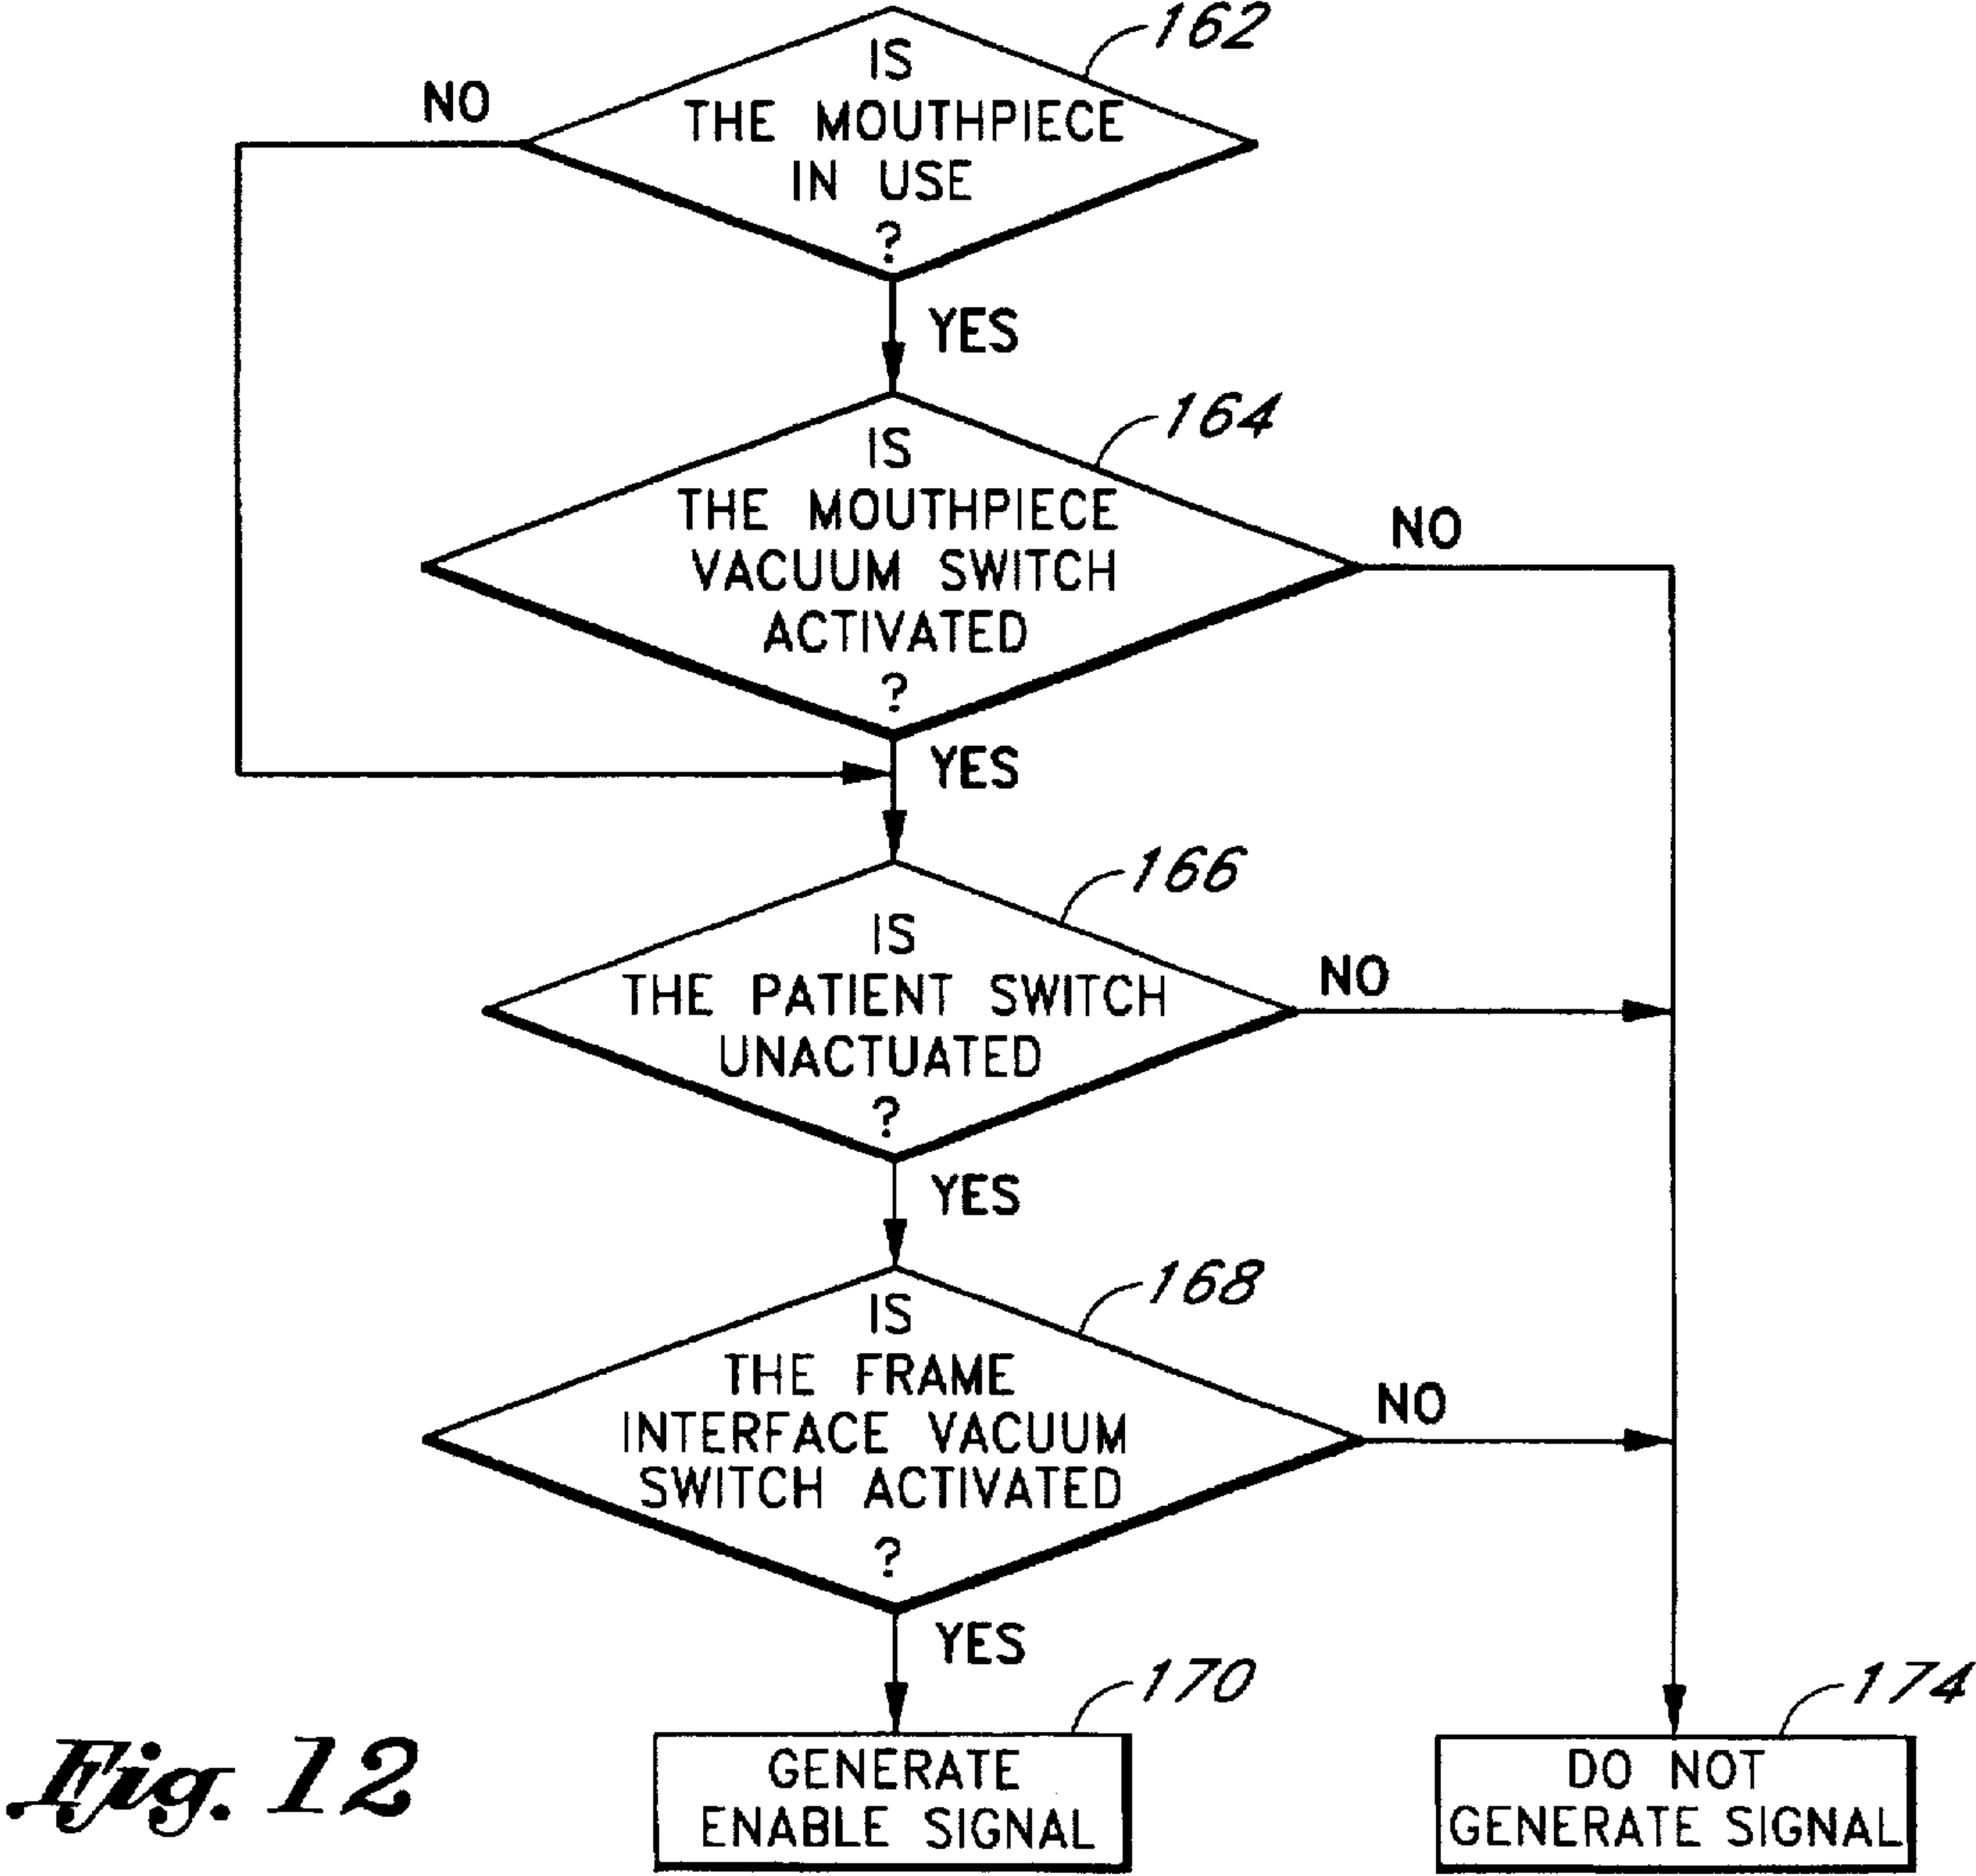 162
IS
THE MOUTHPIECE
IN USE
?
NO
YES
164
IS
THE MOUTHPIECE
VACUUM SWITCH
ACTIVATED
?
NO
YES
166
IS
THE PATIENT SWITCH
UNACTUATED
?
NO
YES
168
IS
THE FRAME
INTERFACE VACUUM
SWITCH ACTIVATED
?
NO
YES
170
GENERATE
ENABLE SIGNAL
174
DO NOT
GENERATE SIGNAL
Fig. 12